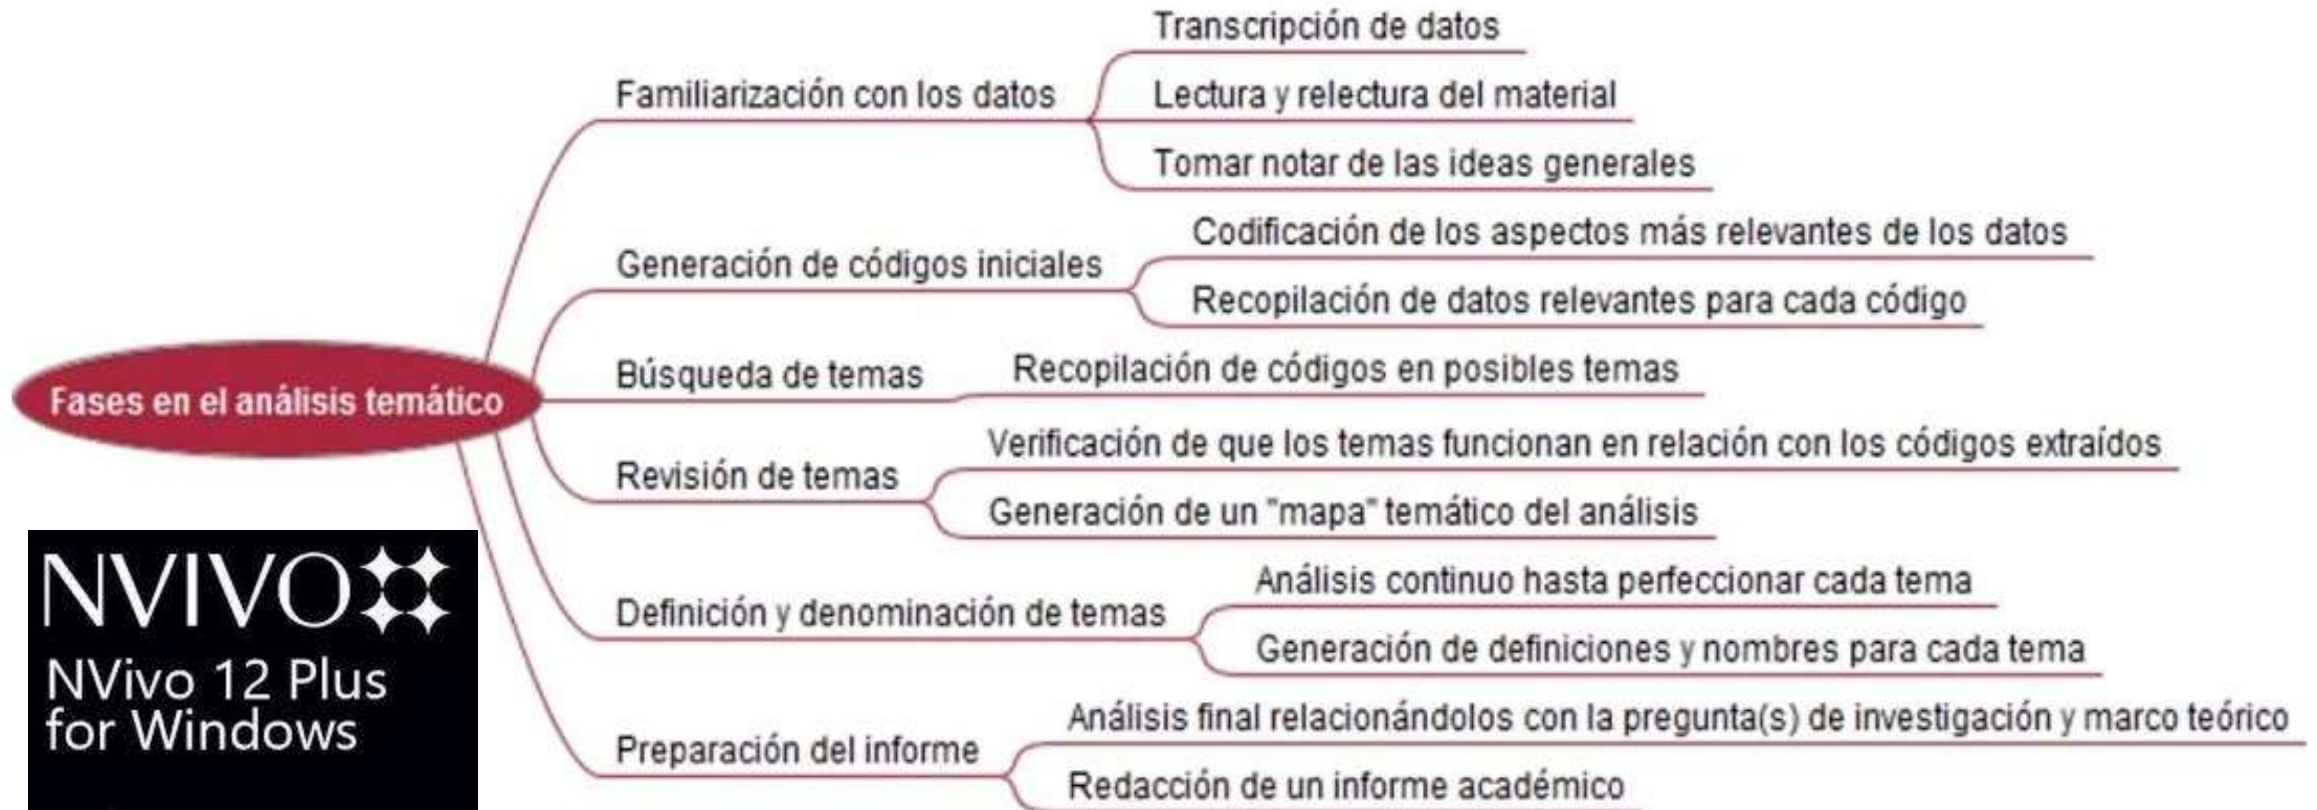 Transcripción de datos
Familiarización con los datos
Lectura y relectura del material
Tomar notar de las ideas generales
Codificación de los aspectos más relevantes de los datos
Generación de códigos iniciales
Recopilación de datos relevantes para cada código
Búsqueda de temas
Recopilación de códigos en posibles temas
Fases en el análisis temático
Verificación de que los temas funcionan en relación con los códigos extraídos
Revisión de temas
Generación de un "mapa" temático del análisis
Análisis continuo hasta perfeccionar cada tema
Definición y denominación de temas
Generación de definiciones y nombres para cada tema
Análisis final relacionándolos con la pregunta(s) de investigación y marco teórico
Preparación del informe
Redacción de un informe académico
NVIVO
NVivo 12 Plus
for Windows